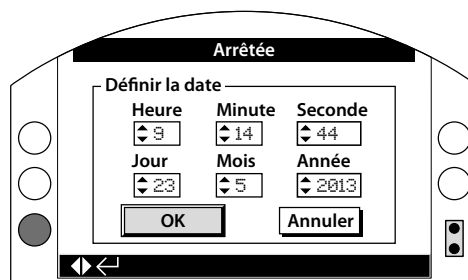 Arrêtée
Définir la date
Heure Minute Seconde
9 14 44
Jour Mois Année
23 5 2013
OK Annuler